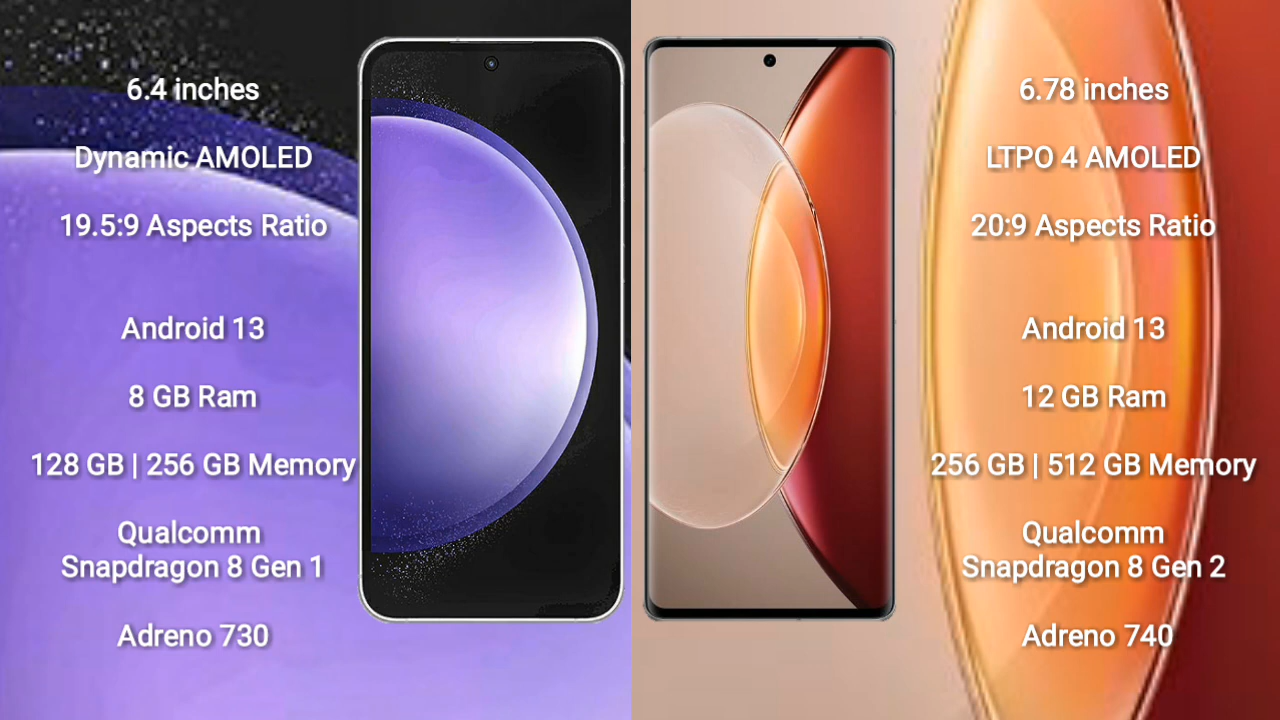 6.4 inches
Dynamic AMOLED
19.5:9 Aspects Ratio
Android 13
8 GB Ram
128 GB | 256 GB Memory
Qualcomm
Snapdragon 8 Gen 1
Adreno 730
6.78 inches
LTPO 4 AMOLED
20:9 Aspects Ratio
Android 13
12 GB Ram
256 GB | 512 GB Memory
Qualcomm
Snapdragon 8 Gen 2
Adreno 740